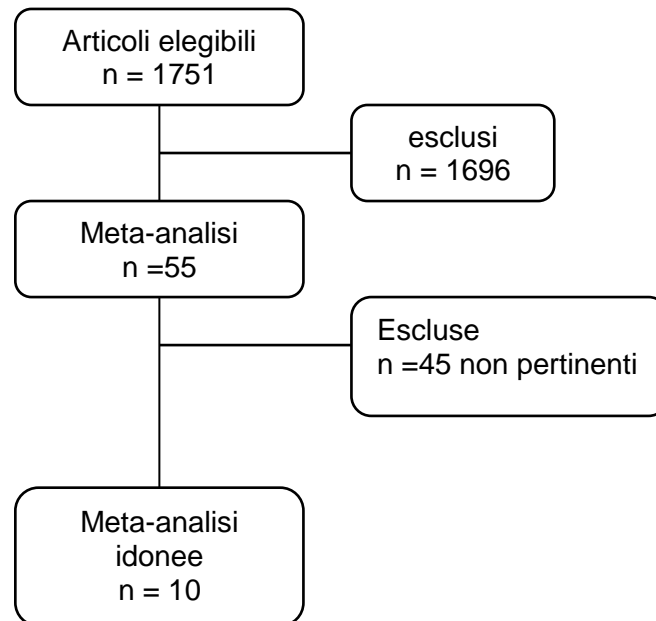 Articoli elegibili
n = 1751
esclusi
n = 1696
Meta-analisi
n =55
Escluse
n =45 non pertinenti
Meta-analisi
idonee
n = 10